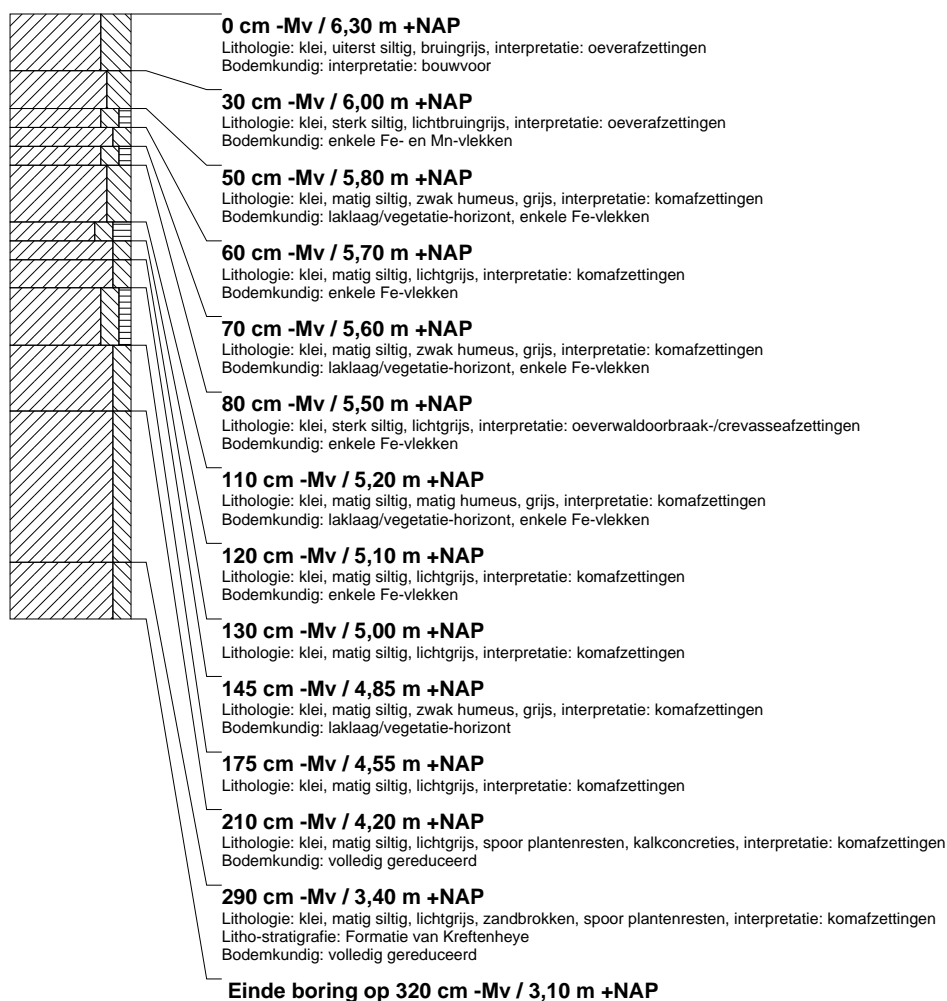 0 cm -Mv / 6,30 m +NAP
Lithologie: klei, uiterst siltig, bruingrijs, interpretatie: oeverafzettingen
Bodemkundig: interpretatie: bouwvoor
30 cm -Mv / 6,00 m +NAP
Lithologie: klei, sterk siltig, lichtbruingrijs, interpretatie: oeverafzettingen
Bodemkundig: enkele Fe- en Mn-vlekken
50 cm -Mv / 5,80 m +NAP
Lithologie: klei, matig siltig, zwak humeus, grijs, interpretatie: komafzettingen
Bodemkundig: laklaag/vegetatie-horizont, enkele Fe-vlekken
60 cm -Mv / 5,70 m +NAP
Lithologie: klei, matig siltig, lichtgrijs, interpretatie: komafzettingen
Bodemkundig: enkele Fe-vlekken
70 cm -Mv / 5,60 m +NAP
Lithologie: klei, matig siltig, zwak humeus, grijs, interpretatie: komafzettingen
Bodemkundig: laklaag/vegetatie-horizont, enkele Fe-vlekken
80 cm -Mv / 5,50 m +NAP
Lithologie: klei, sterk siltig, lichtgrijs, interpretatie: oeverwaldoorbraak-/crevasseafzettingen
Bodemkundig: enkele Fe-vlekken
110 cm -Mv / 5,20 m +NAP
Lithologie: klei, matig siltig, matig humeus, grijs, interpretatie: komafzettingen
Bodemkundig: laklaag/vegetatie-horizont, enkele Fe-vlekken
120 cm -Mv / 5,10 m +NAP
Lithologie: klei, matig siltig, lichtgrijs, interpretatie: komafzettingen
Bodemkundig: enkele Fe-vlekken
130 cm -Mv / 5,00 m +NAP
Lithologie: klei, matig siltig, lichtgrijs, interpretatie: komafzettingen
145 cm -Mv / 4,85 m +NAP
Lithologie: klei, matig siltig, zwak humeus, grijs, interpretatie: komafzettingen
Bodemkundig: laklaag/vegetatie-horizont
175 cm -Mv / 4,55 m +NAP
Lithologie: klei, matig siltig, lichtgrijs, interpretatie: komafzettingen
210 cm -Mv / 4,20 m +NAP
Lithologie: klei, matig siltig, lichtgrijs, spoor plantenresten, kalkconcreties, interpretatie: komafzettingen
Bodemkundig: volledig gereduceerd
290 cm -Mv / 3,40 m +NAP
Lithologie: klei, matig siltig, lichtgrijs, zandbrokken, spoor plantenresten, interpretatie: komafzettingen
Litho-stratigrafie: Formatie van Kreftenheye
Bodemkundig: volledig gereduceerd
Einde boring op 320 cm -Mv / 3,10 m +NAP